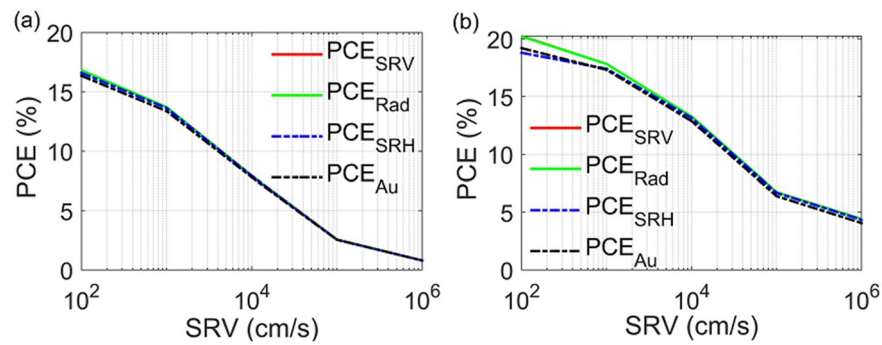 (a)
20
15
10
5
0
PCE (%)
PCE_SRV
PCE_Rad
PCE_SRH
PCE_Au
10^2
10^4
10^6
SRV (cm/s)
(b)
20
15
10
5
0
PCE (%)
PCE_SRV
PCE_Rad
PCE_SRH
PCE_Au
10^2
10^4
10^6
SRV (cm/s)